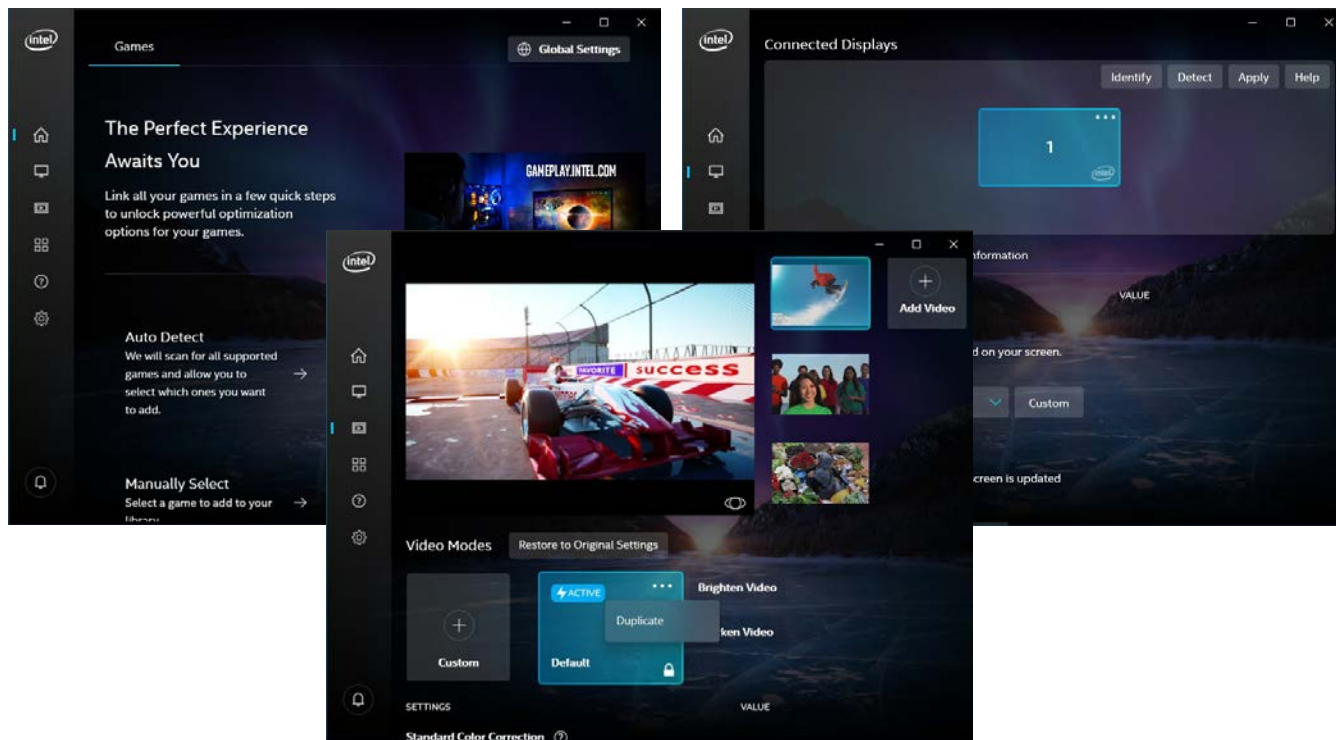 intel
Games
Global Settings
The Perfect Experience
Awaits You
Link all your games in a few quick steps
to unlock powerful optimization
options for your games.
GAMEPLAY.INTEL.COM
Auto Detect
We will scan for all supported
games and allow you to
select which ones you want
to add.
Manually Select
Select a game to add to your
library
intel
Connected Displays
Identify
Detect
Apply
Help
1
intel
nformation
VALUE
d on your screen.
Custom
creen is updated
intel
Add Video
FAVORITE
success
Video Modes
Restore to Original Settings
Custom
ACTIVE
Duplicate
Default
Brighten Video
ken Video
SETTINGS
VALUE
Standard Color Correction